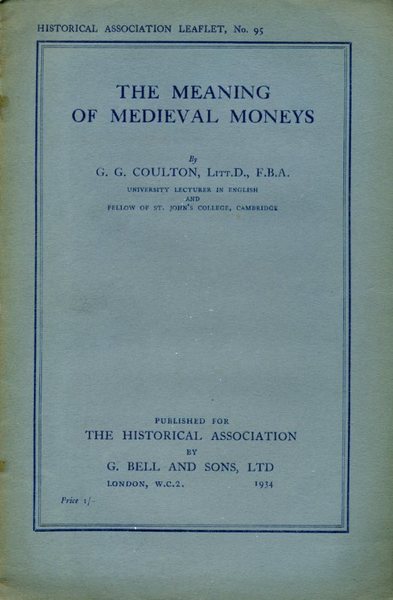 HISTORICAL ASSOCIATION LEAFLET, No. 95
THE MEANING
OF MEDIEVAL MONEYS
By
G. G. COULTON, Litt.D., F.B.A.
UNIVERSITY LECTURER IN ENGLISH
AND
FELLOW OF ST. JOHN'S COLLEGE, CAMBRIDGE
PUBLISHED FOR
THE HISTORICAL ASSOCIATION
BY
G. BELL AND SONS, LTD
LONDON, W.C.2. 1934
Price 1/-